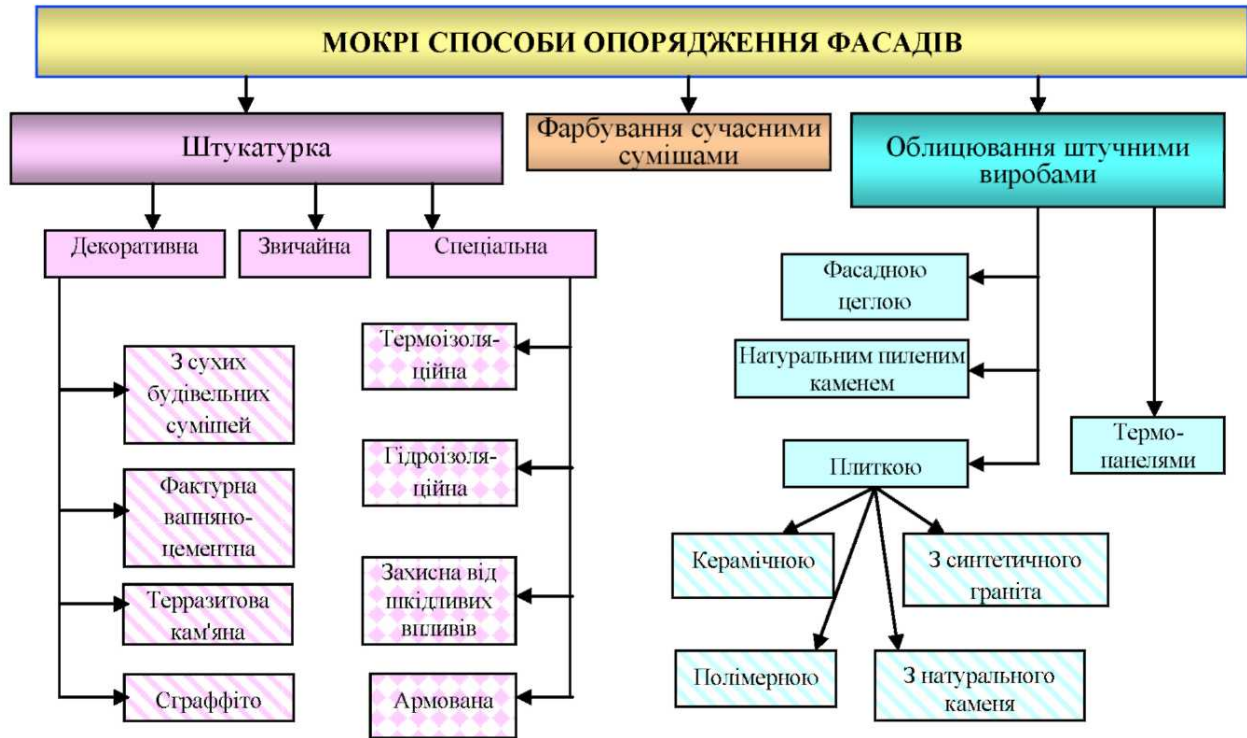 МОКРІ СПОСОБИ ОПОРЯДЖЕННЯ ФАСАДІВ
Штукатурка
Фарбування сучасними
сумішами
Облицювання штучними
виробами
Декоративна
Звичайна
Спеціальна
З сухих
будівельних
сумішей
Фактурна
вапняно-
цементна
Терразитова
кам'яна
Сграффіто
Термоізоля-
ційна
Гідроізоля-
ційна
Захисна від
шкідливих
впливів
Армована
Фасадною
цеглою
Натуральним пиленим
каменем
Плиткою
Термо-
панелями
Керамічною
З синтетичного
граніта
Полімерною
З натурального
каменя